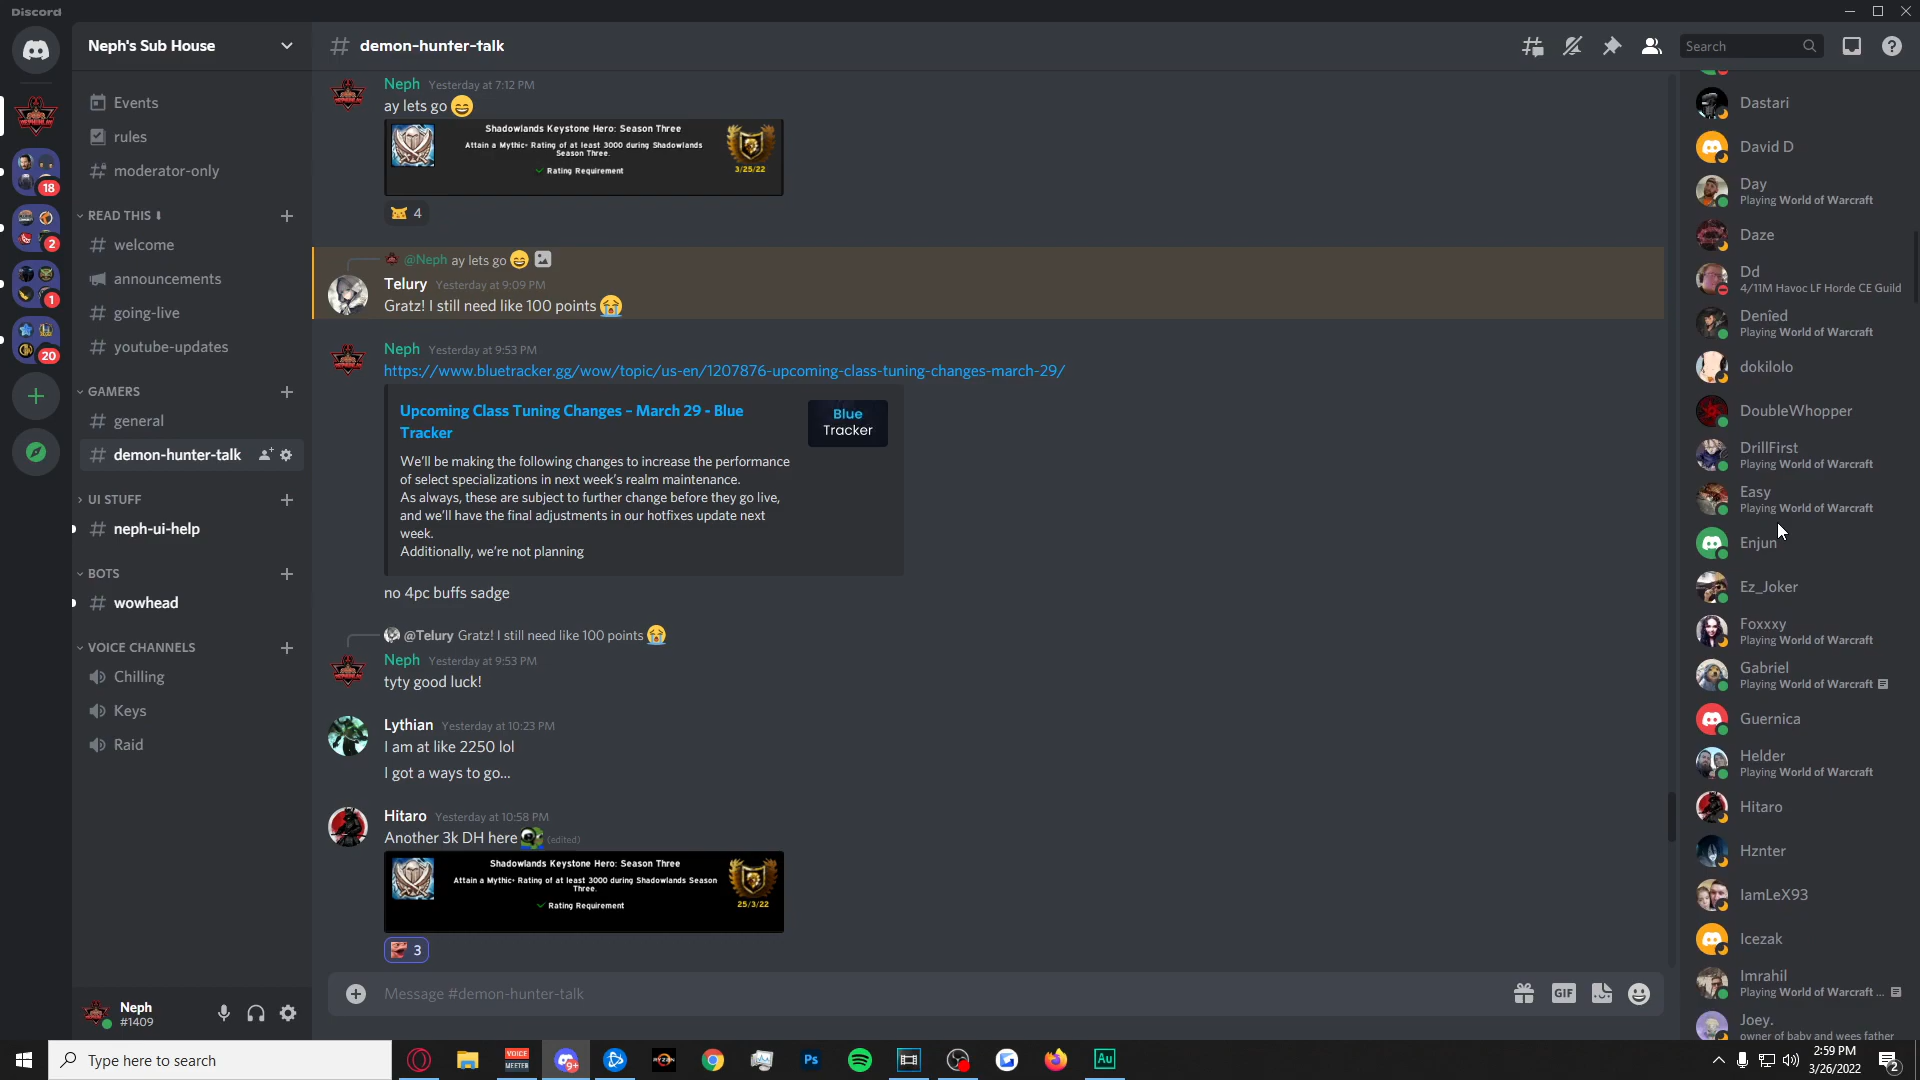 Discord
Neph's Sub House
Events
rules
moderator-only
READ THIS ⬇
welcome
announcements
going-live
youtube-updates
GAMERS
general
demon-hunter-talk
UI STUFF
neph-ui-help
BOTS
wowhead
VOICE CHANNELS
Chilling
Keys
Raid
18
2
1
20
Neph
#1409
demon-hunter-talk
Search
Neph Yesterday at 7:12 PM
ay lets go 😄
Shadowlands Keystone Hero: Season Three
Attain a Mythic+ Rating of at least 3000 during Shadowlands
Season Three.
Rating Requirement
3/25/22
4
@Neph ay lets go 😄
Telury Yesterday at 9:09 PM
Gratz! I still need like 100 points 😭
Neph Yesterday at 9:53 PM
https://www.bluetracker.gg/wow/topic/us-en/1207876-upcoming-class-tuning-changes-march-29/
Upcoming Class Tuning Changes – March 29 - Blue
Tracker
Blue
Tracker
We'll be making the following changes to increase the performance
of select specializations in next week's realm maintenance.
As always, these are subject to further change before they go live,
and we'll have the final adjustments in our hotfixes update next
week.
Additionally, we're not planning
no 4pc buffs sadge
@Telury Gratz! I still need like 100 points 😭
Neph Yesterday at 9:53 PM
tyty good luck!
Lythian Yesterday at 10:23 PM
I am at like 2250 lol
I got a ways to go...
Hitaro Yesterday at 10:58 PM
Another 3k DH here (edited)
Shadowlands Keystone Hero: Season Three
Attain a Mythic+ Rating of at least 3000 during Shadowlands Season
Three.
Rating Requirement
25/3/22
3
Message #demon-hunter-talk
GIF
Dastari
David D
Day
Playing World of Warcraft
Daze
Dd
4/11M Havoc LF Horde CE Guild
Denied
Playing World of Warcraft
dokilolo
DoubleWhopper
DrillFirst
Playing World of Warcraft
Easy
Playing World of Warcraft
Enjun
Ez_Joker
Foxxxy
Playing World of Warcraft
Gabriel
Playing World of Warcraft
Guernica
Helder
Playing World of Warcraft
Hitaro
Hznter
IamLeX93
Icezak
Imrahil
Playing World of Warcraft ...
Joey.
owner of baby and wees father
Type here to search
VOICE
MEETER
9+
RYZEN
Ps
Au
2:59 PM
3/26/2022
2